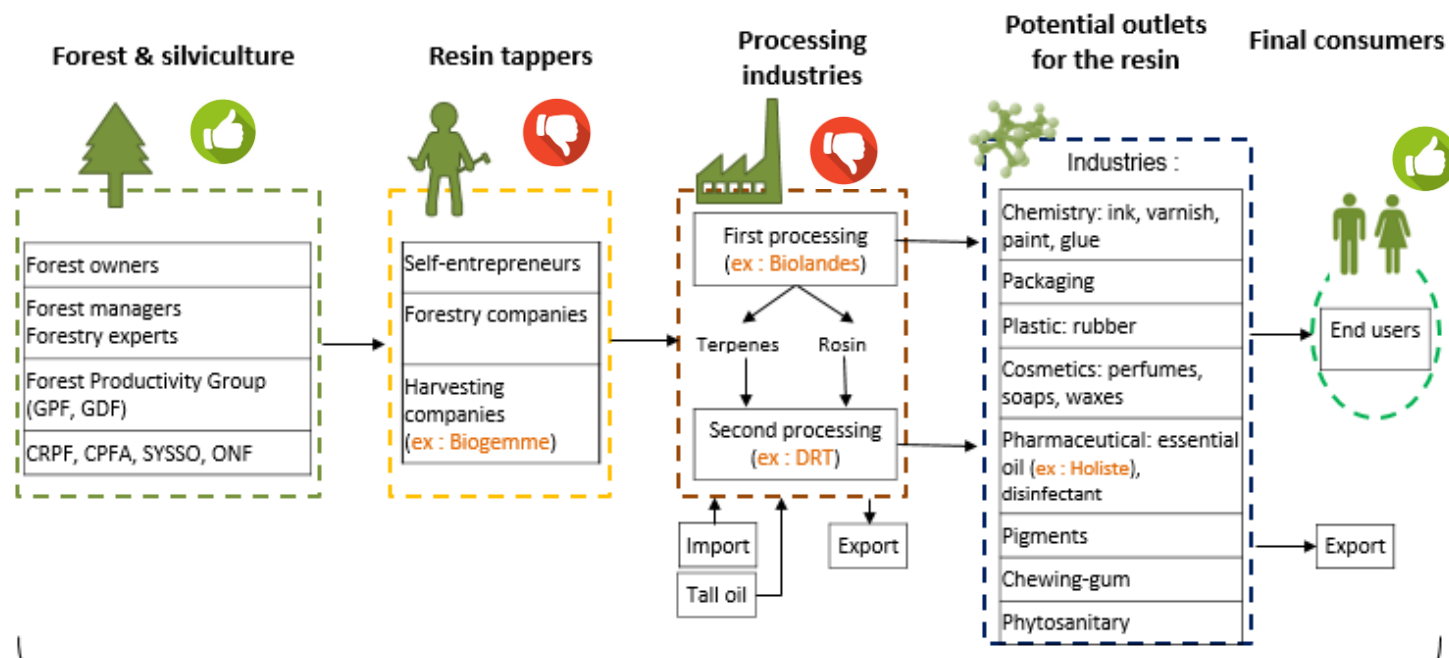 Forest & silviculture
Resin tappers
Processing
industries
Potential outlets
for the resin
Final consumers
Forest owners
Forest managers
Forestry experts
Forest Productivity Group
(GPF, GDF)
CRPF, CPFA, SYSSO, ONF
Self-entrepreneurs
Forestry companies
Harvesting
companies
(ex : Biogemme)
First processing
(ex : Biolandes)
Terpenes
Rosin
Second processing
(ex : DRT)
Import
Export
Tall oil
Industries :
Chemistry: ink, varnish,
paint, glue
Packaging
Plastic: rubber
Cosmetics: perfumes,
soaps, waxes
Pharmaceutical: essential
oil (ex : Holiste),
disinfectant
Pigments
Chewing-gum
Phytosanitary
End users
Export